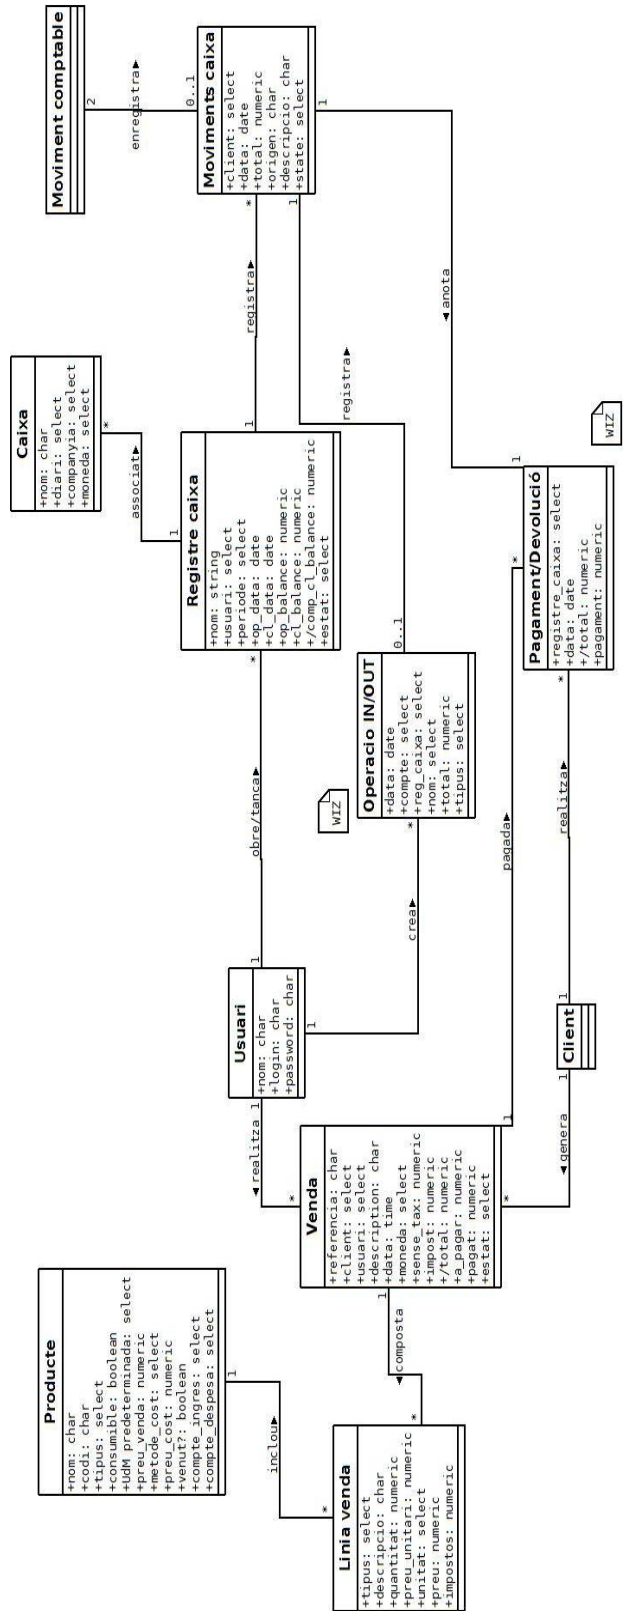 Producte
+nom: char
+codi: char
+tipus: select
+consumible: boolean
+UdM predeterminada: select
+preu_venda: numeric
+metode_cost: select
+preu_cost: numeric
+venut?: boolean
+compte_ingres: select
+compte_despesa: select
1
inclou►
*
Linia venda
+tipus: select
+descripcio: char
+quantitat: numeric
+preu_unitari: numeric
+unitat: select
+preu: numeric
+impostos: numeric
*
◄composta
1
Venda
+referencia: char
+client: select
+usuari: select
+description: char
+data: time
+moneda: select
+sense_tax: numeric
+impost: numeric
+/total: numeric
+a_pagar: numeric
+pagat: numeric
+estat: select
*
◄realitza
1
Usuari
+nom: char
+login: char
+password: char
1
obre/tanca►
*
1
crea►
*
Caixa
+nom: char
+diari: select
+companyia: select
+moneda: select
*
associat►
1
Registre caixa
+nom: string
+usuari: select
+periode: select
+op_data: date
+cl_data: date
+op_balance: numeric
+cl_balance: numeric
+/comp_cl_balance: numeric
+estat: select
1
registra►
*
WIZ
Operacio IN/OUT
+data: date
+compte: select
+reg_caixa: select
+nom: select
+total: numeric
+tipus: select
0..1
registra►
1
Moviment comptable
2
enregistra►
0..1
Moviments caixa
+client: select
+data: date
+total: numeric
+origen: char
+descripcio: char
+state: select
1
◄anota
1
1
pagada►
*
*
◄genera
1
Client
1
realitza►
*
Pagament/Devolució
+registre_caixa: select
+data: date
+/total: numeric
+pagament: numeric
WIZ